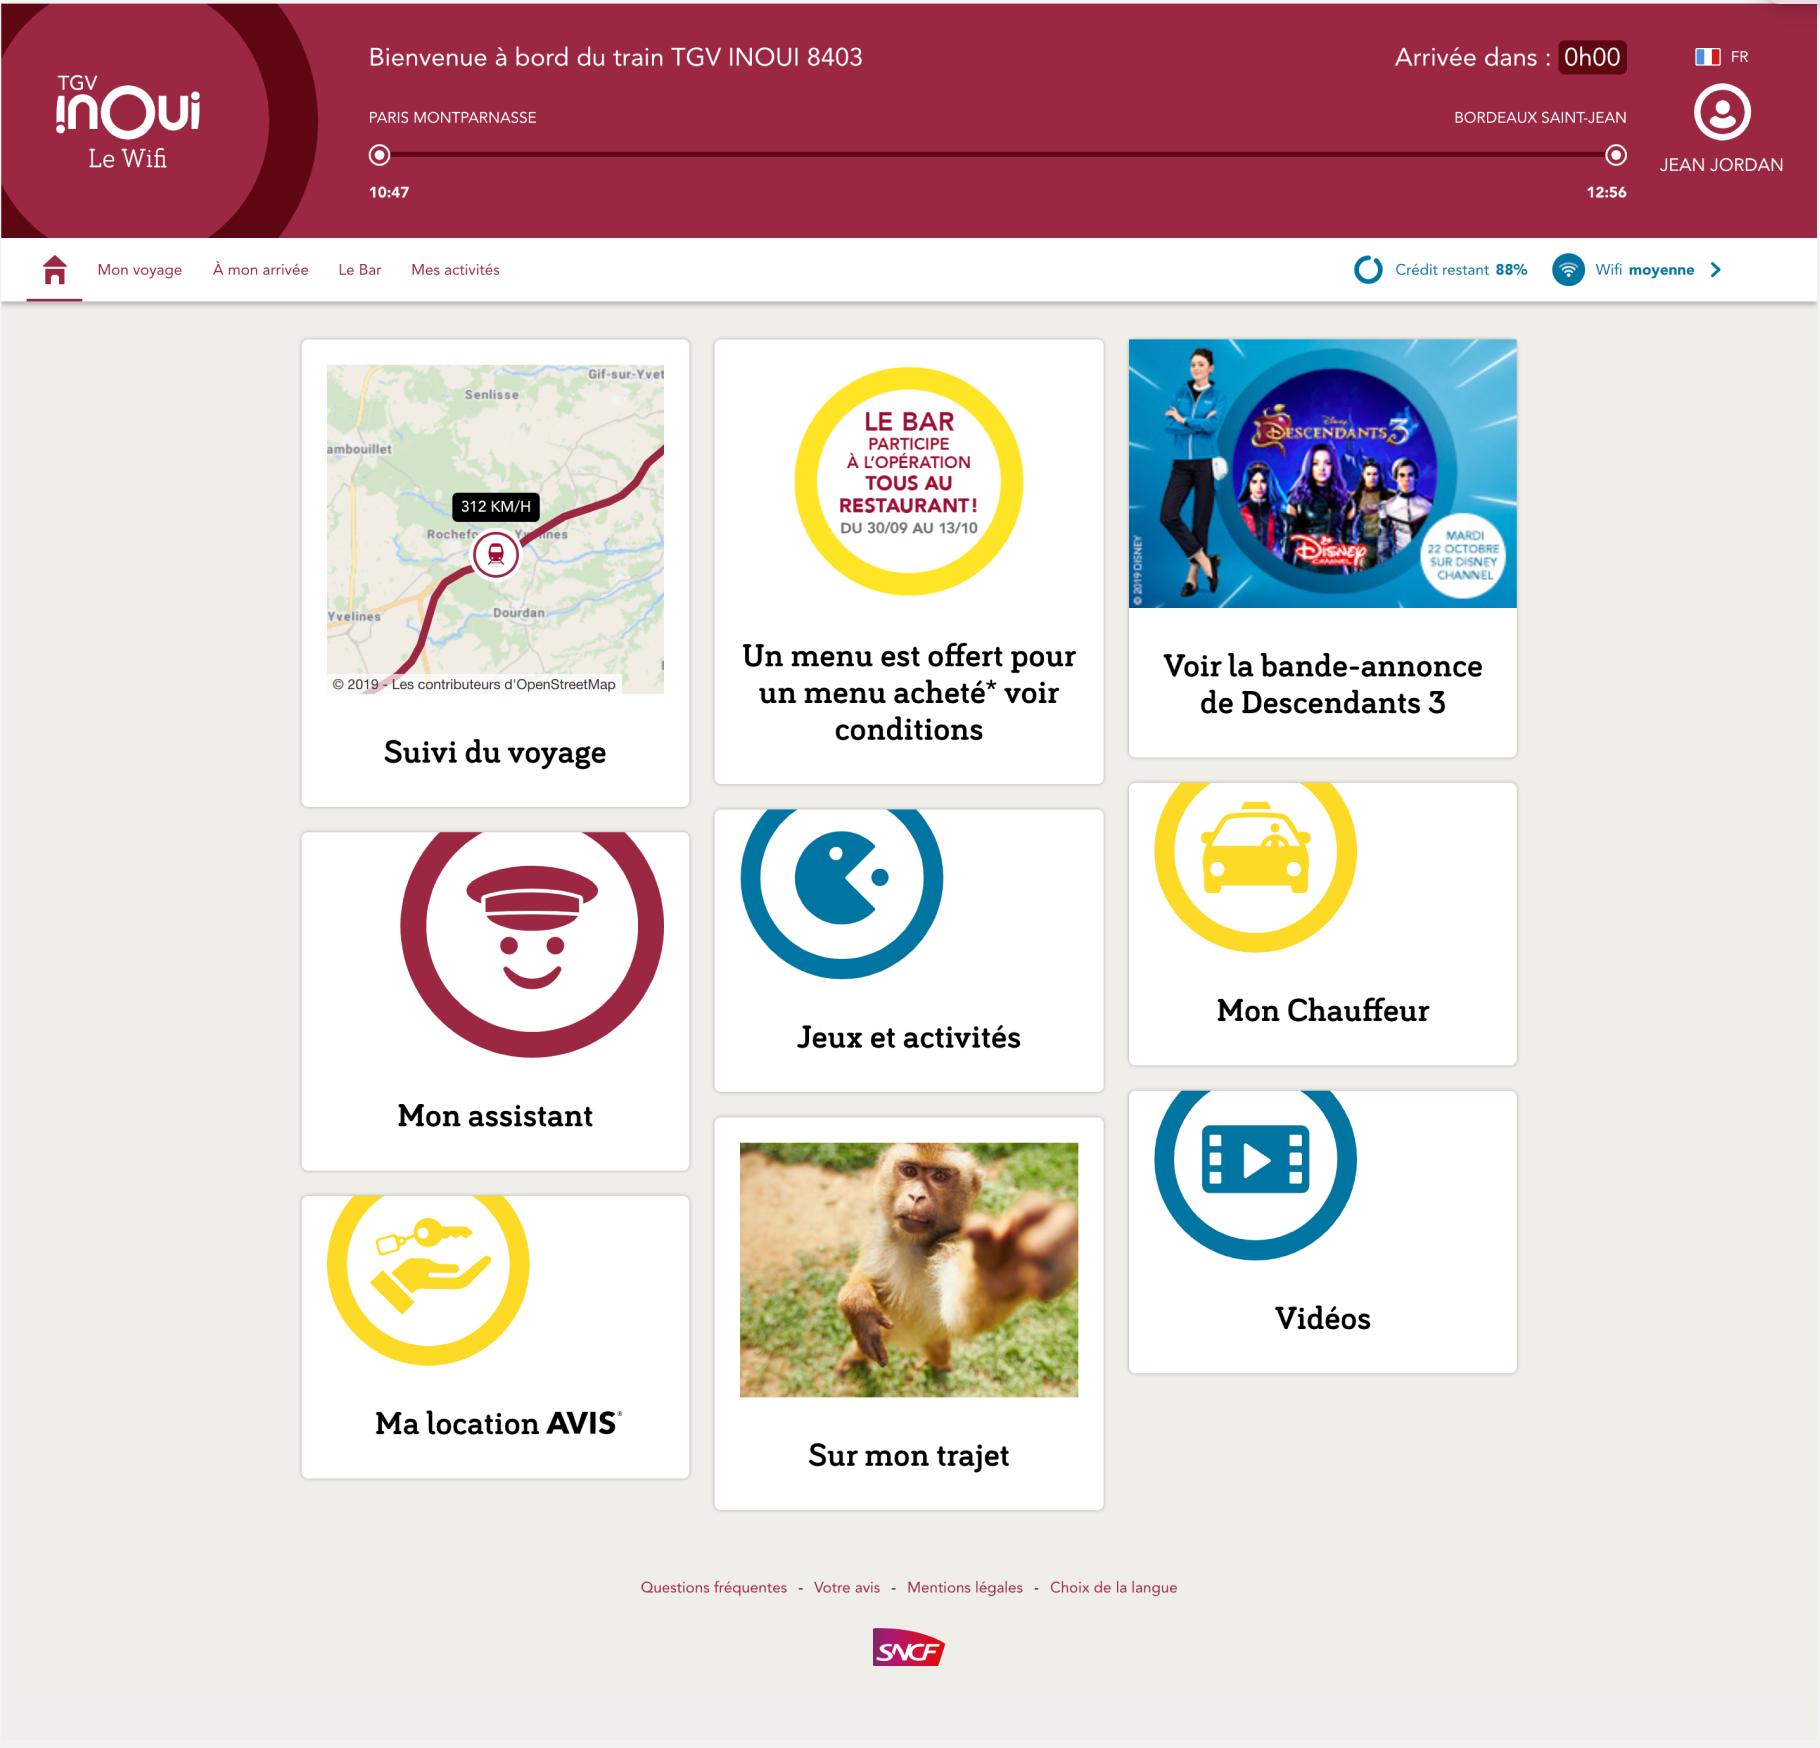 TGV
inOui
Le Wifi
Bienvenue à bord du train TGV INOUI 8403
Arrivée dans : 0h00
FR
PARIS MONTPARNASSE
BORDEAUX SAINT-JEAN
JEAN JORDAN
10:47
12:56
Mon voyage
À mon arrivée
Le Bar
Mes activités
Crédit restant 88%
Wifi moyenne
Gif-sur-Yvet
Senlisse
ambouillet
312 KM/H
Dourdan
Yvelines
© 2019 - Les contributeurs d'OpenStreetMap
Suivi du voyage
LE BAR
PARTICIPE
À L'OPÉRATION
TOUS AU
RESTAURANT!
DU 30/09 AU 13/10
Un menu est offert pour
un menu acheté* voir
conditions
Disney
DESCENDANTS 3
Disney
CHANNEL
MARDI
22 OCTOBRE
SUR DISNEY
CHANNEL
© 2019 DISNEY
Voir la bande-annonce
de Descendants 3
Mon assistant
Jeux et activités
Mon Chauffeur
Ma location AVIS
Sur mon trajet
Vidéos
Questions fréquentes - Votre avis - Mentions légales - Choix de la langue
SNCF